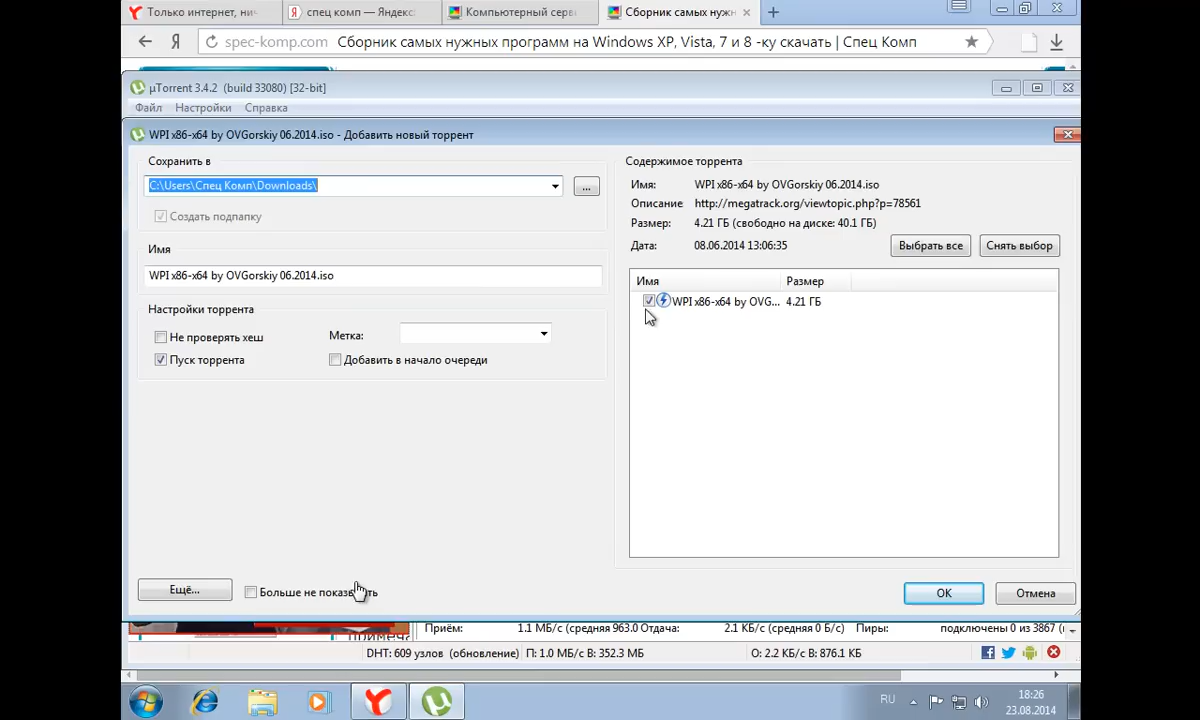 Только интернет, нич
спец комп — Яндекс
Компьютерный серв
Сборник самых нужн
spec-komp.com Сборник самых нужных программ на Windows XP, Vista, 7 и 8 -ку скачать | Спец Комп
µTorrent 3.4.2 (build 33080) [32-bit]
Файл Настройки Справка
WPI x86-x64 by OVGorskiy 06.2014.iso - Добавить новый торрент
Сохранить в
C:\Users\Спец Комп\Downloads\
...
Создать подпапку
Имя
WPI x86-x64 by OVGorskiy 06.2014.iso
Настройки торрента
Не проверять хеш
Метка:
Пуск торрента
Добавить в начало очереди
Ещё...
Больше не показывать
Содержимое торрента
Имя: WPI x86-x64 by OVGorskiy 06.2014.iso
Описание http://megatrack.org/viewtopic.php?p=78561
Размер: 4.21 ГБ (свободно на диске: 40.1 ГБ)
Дата: 08.06.2014 13:06:35
Выбрать все
Снять выбор
Имя Размер
WPI x86-x64 by OVG... 4.21 ГБ
OK
Отмена
Приём: 1.1 МБ/с (средняя 963.0 Отдача: 2.1 КБ/с (средняя 0 Б/с) Пиры: подключены 0 из 3867 (
DHT: 609 узлов (обновление) П: 1.0 МБ/с В: 352.3 МБ О: 2.2 КБ/с В: 876.1 КБ
RU
18:26
23.08.2014